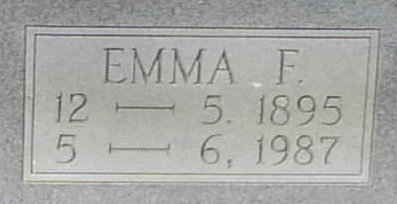 EMMA F.
12 — 5. 1895
5 — 6, 1987